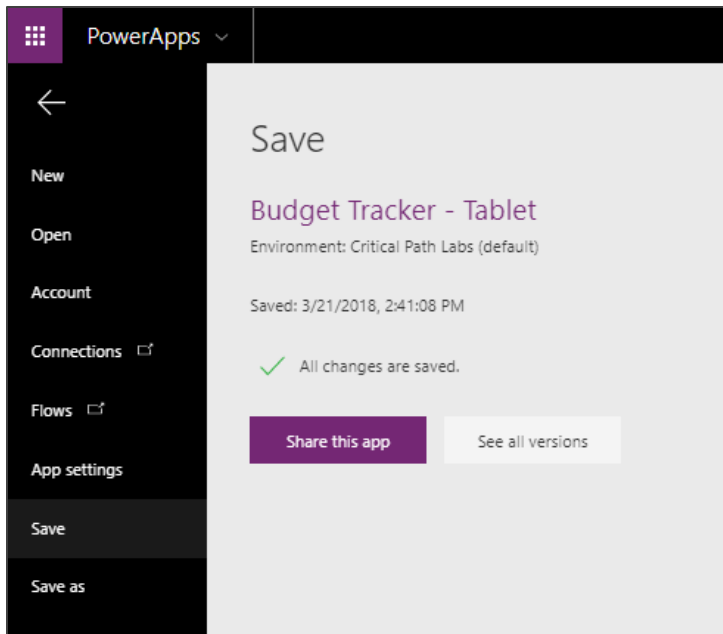 PowerApps
New
Open
Account
Connections
Flows
App settings
Save
Save as
Save
Budget Tracker - Tablet
Environment: Critical Path Labs (default)
Saved: 3/21/2018, 2:41:08 PM
All changes are saved.
Share this app
See all versions